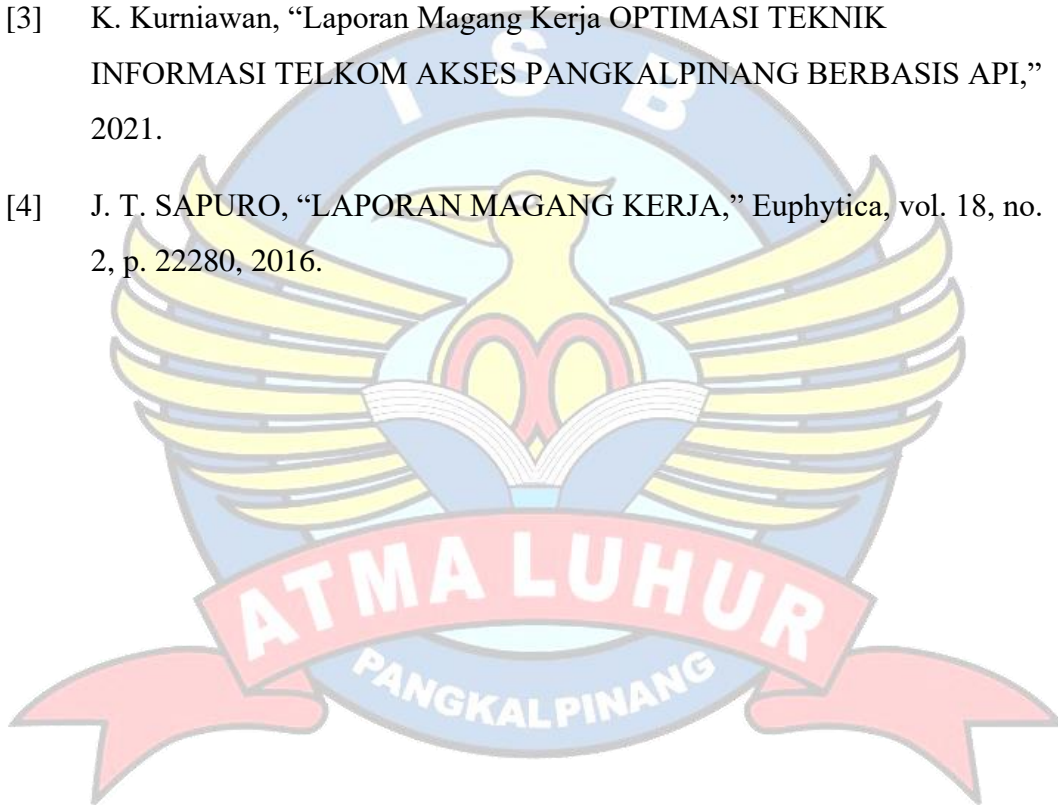 [3] K. Kurniawan, “Laporan Magang Kerja OPTIMASI TEKNIK
INFORMASI TELKOM AKSES PANGKALPINANG BERBASIS API,”
2021.
[4] J. T. SAPURO, “LAPORAN MAGANG KERJA,” Euphytica, vol. 18, no.
2, p. 22280, 2016.
I S B
ATMA LUHUR
PANGKALPINANG